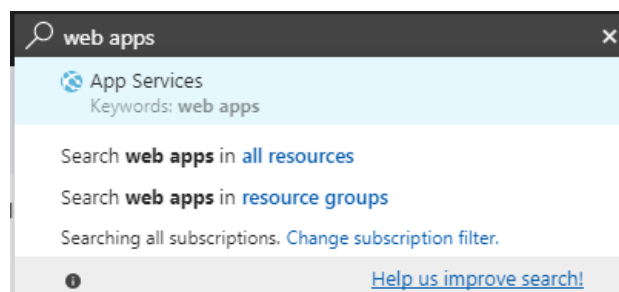 web apps
App Services
Keywords: web apps
Search web apps in all resources
Search web apps in resource groups
Searching all subscriptions. Change subscription filter.
Help us improve search!